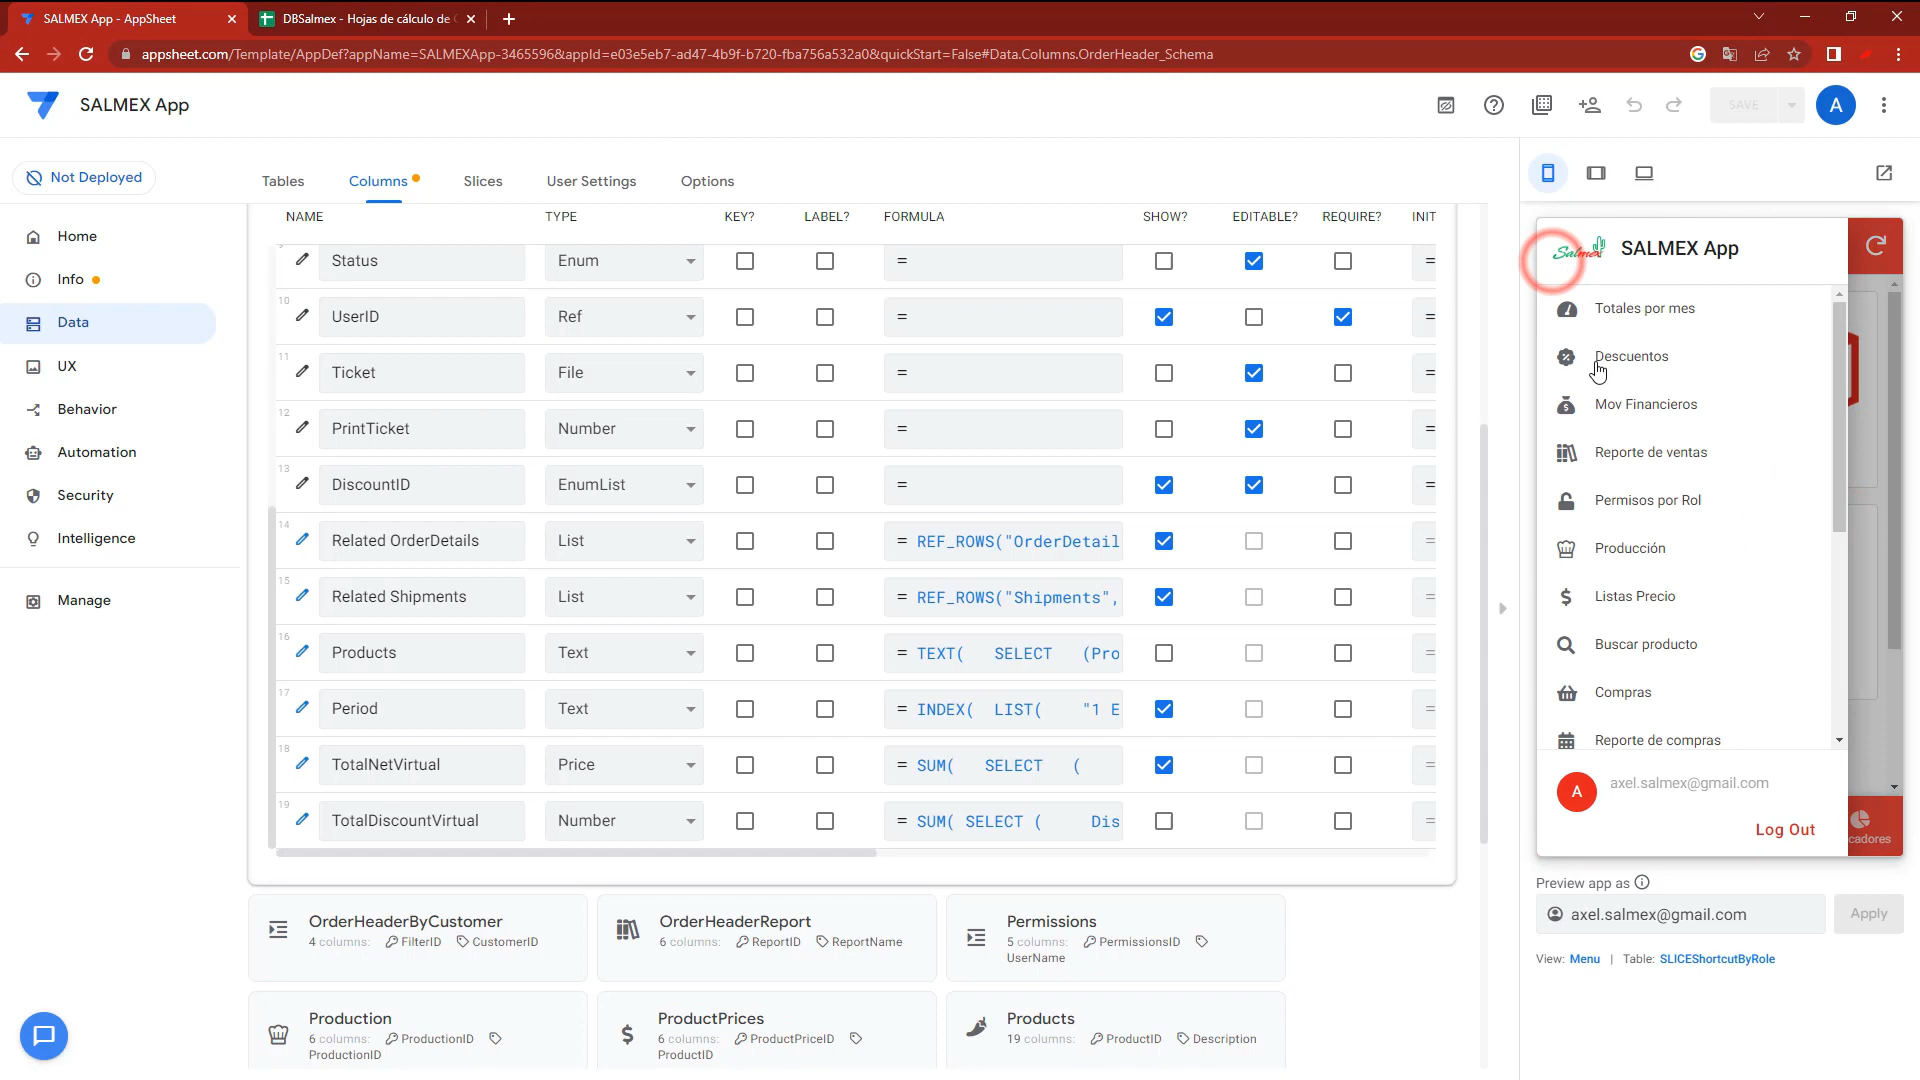 SALMEX App - AppSheet
DBSalmex - Hojas de cálculo de
appsheet.com/Template/AppDef?appName=SALMEXApp-3465596&appId=e03e5eb7-ad47-4b9f-b720-fba756a532a0&quickStart=False#Data.Columns.OrderHeader_Schema
SALMEX App
SAVE
A
Not Deployed
Tables
Columns
Slices
User Settings
Options
Home
Info
Data
UX
Behavior
Automation
Security
Intelligence
Manage
NAME TYPE KEY? LABEL? FORMULA SHOW? EDITABLE? REQUIRE? INIT
Status Enum = =
10 UserID Ref = =
11 Ticket File = =
12 PrintTicket Number = =
13 DiscountID EnumList = =
14 Related OrderDetails List = REF_ROWS("OrderDetail =
15 Related Shipments List = REF_ROWS("Shipments", =
16 Products Text = TEXT( SELECT (Pro =
17 Period Text = INDEX( LIST( "1 E =
18 TotalNetVirtual Price = SUM( SELECT ( =
19 TotalDiscountVirtual Number = SUM( SELECT ( Dis =
OrderHeaderByCustomer
4 columns: FilterID CustomerID
OrderHeaderReport
6 columns: ReportID ReportName
Permissions
5 columns: PermissionsID
UserName
Production
6 columns: ProductionID
ProductionID
ProductPrices
6 columns: ProductPriceID
ProductID
Products
19 columns: ProductID Description
Salmex
SALMEX App
Totales por mes
Descuentos
Mov Financieros
Reporte de ventas
Permisos por Rol
Producción
Listas Precio
Buscar producto
Compras
Reporte de compras
A
axel.salmex@gmail.com
Log Out
cadores
Preview app as
axel.salmex@gmail.com
Apply
View: Menu | Table: SLICEShortcutByRole